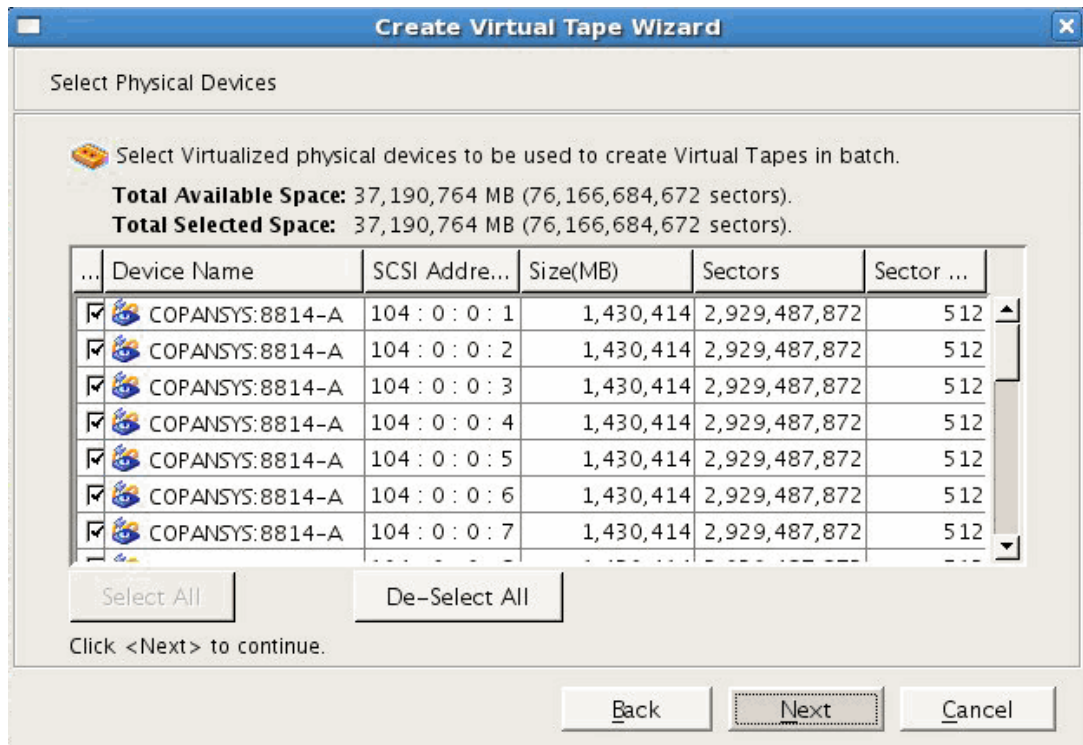 Create Virtual Tape Wizard
Select Physical Devices
Select Virtualized physical devices to be used to create Virtual Tapes in batch.
Total Available Space: 37,190,764 MB (76,166,684,672 sectors).
Total Selected Space: 37,190,764 MB (76,166,684,672 sectors).
... Device Name SCSI Addre... Size(MB) Sectors Sector ...
COPANSYS:8814-A 104 : 0 : 0 : 1 1,430,414 2,929,487,872 512
COPANSYS:8814-A 104 : 0 : 0 : 2 1,430,414 2,929,487,872 512
COPANSYS:8814-A 104 : 0 : 0 : 3 1,430,414 2,929,487,872 512
COPANSYS:8814-A 104 : 0 : 0 : 4 1,430,414 2,929,487,872 512
COPANSYS:8814-A 104 : 0 : 0 : 5 1,430,414 2,929,487,872 512
COPANSYS:8814-A 104 : 0 : 0 : 6 1,430,414 2,929,487,872 512
COPANSYS:8814-A 104 : 0 : 0 : 7 1,430,414 2,929,487,872 512
Select All De-Select All
Click <Next> to continue.
Back Next Cancel